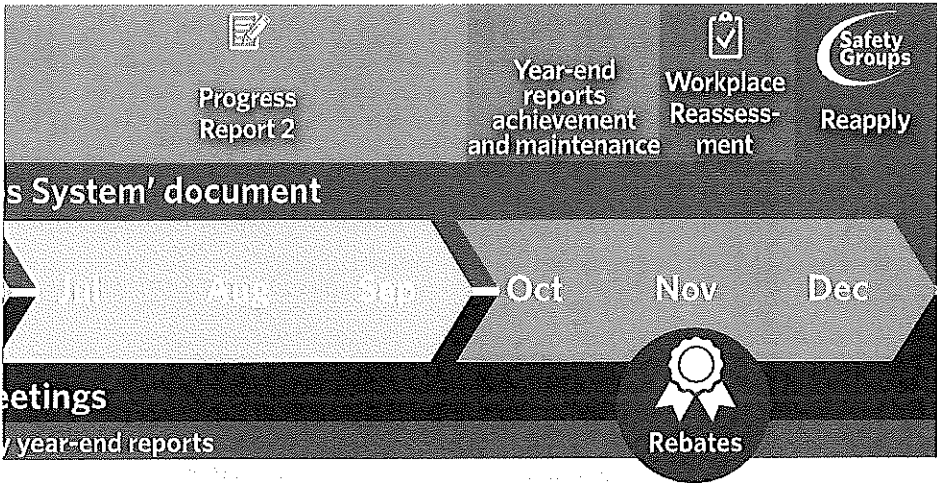 Safety
Groups
Progress
Report 2
Year-end
reports
achievement
and maintenance
Workplace
Reassess-
ment
Reapply
s System' document
Jul Aug Sep Oct Nov Dec
eetings
y year-end reports
Rebates